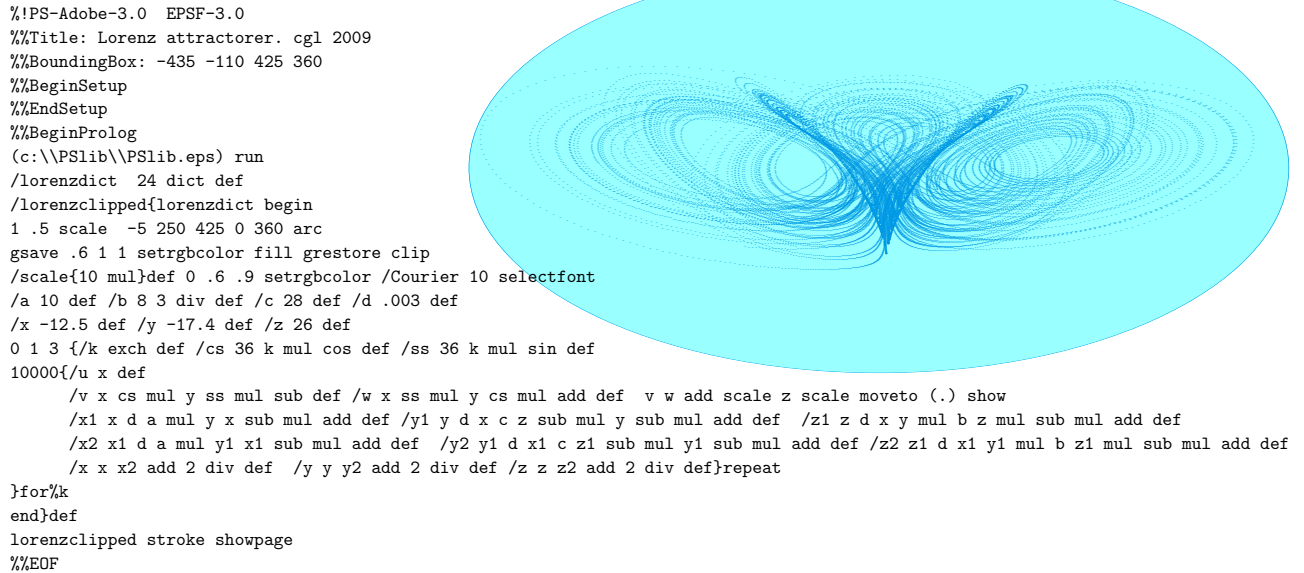 %!PS-Adobe-3.0  EPSF-3.0
%%Title: Lorenz attractorer. cgl 2009
%%BoundingBox: -435 -110 425 360
%%BeginSetup
%%EndSetup
%%BeginProlog
(c:\\PSlib\\PSlib.eps) run
/lorenzdict  24 dict def
/lorenzclipped{lorenzdict begin
1 .5 scale  -5 250 425 0 360 arc
gsave .6 1 1 setrgbcolor fill grestore clip
/scale{10 mul}def 0 .6 .9 setrgbcolor /Courier 10 selectfont
/a 10 def /b 8 3 div def /c 28 def /d .003 def
/x -12.5 def /y -17.4 def /z 26 def
0 1 3 {/k exch def /cs 36 k mul cos def /ss 36 k mul sin def
10000{/u x def
      /v x cs mul y ss mul sub def /w x ss mul y cs mul add def  v w add scale z scale moveto (.) show
      /x1 x d a mul y x sub mul add def /y1 y d x c z sub mul y sub mul add def  /z1 z d x y mul b z mul sub mul add def
      /x2 x1 d a mul y1 x1 sub mul add def  /y2 y1 d x1 c z1 sub mul y1 sub mul add def /z2 z1 d x1 y1 mul b z1 mul sub mul add def
      /x x x2 add 2 div def  /y y y2 add 2 div def /z z z2 add 2 div def}repeat
}for%k
end}def
lorenzclipped stroke showpage
%%EOF